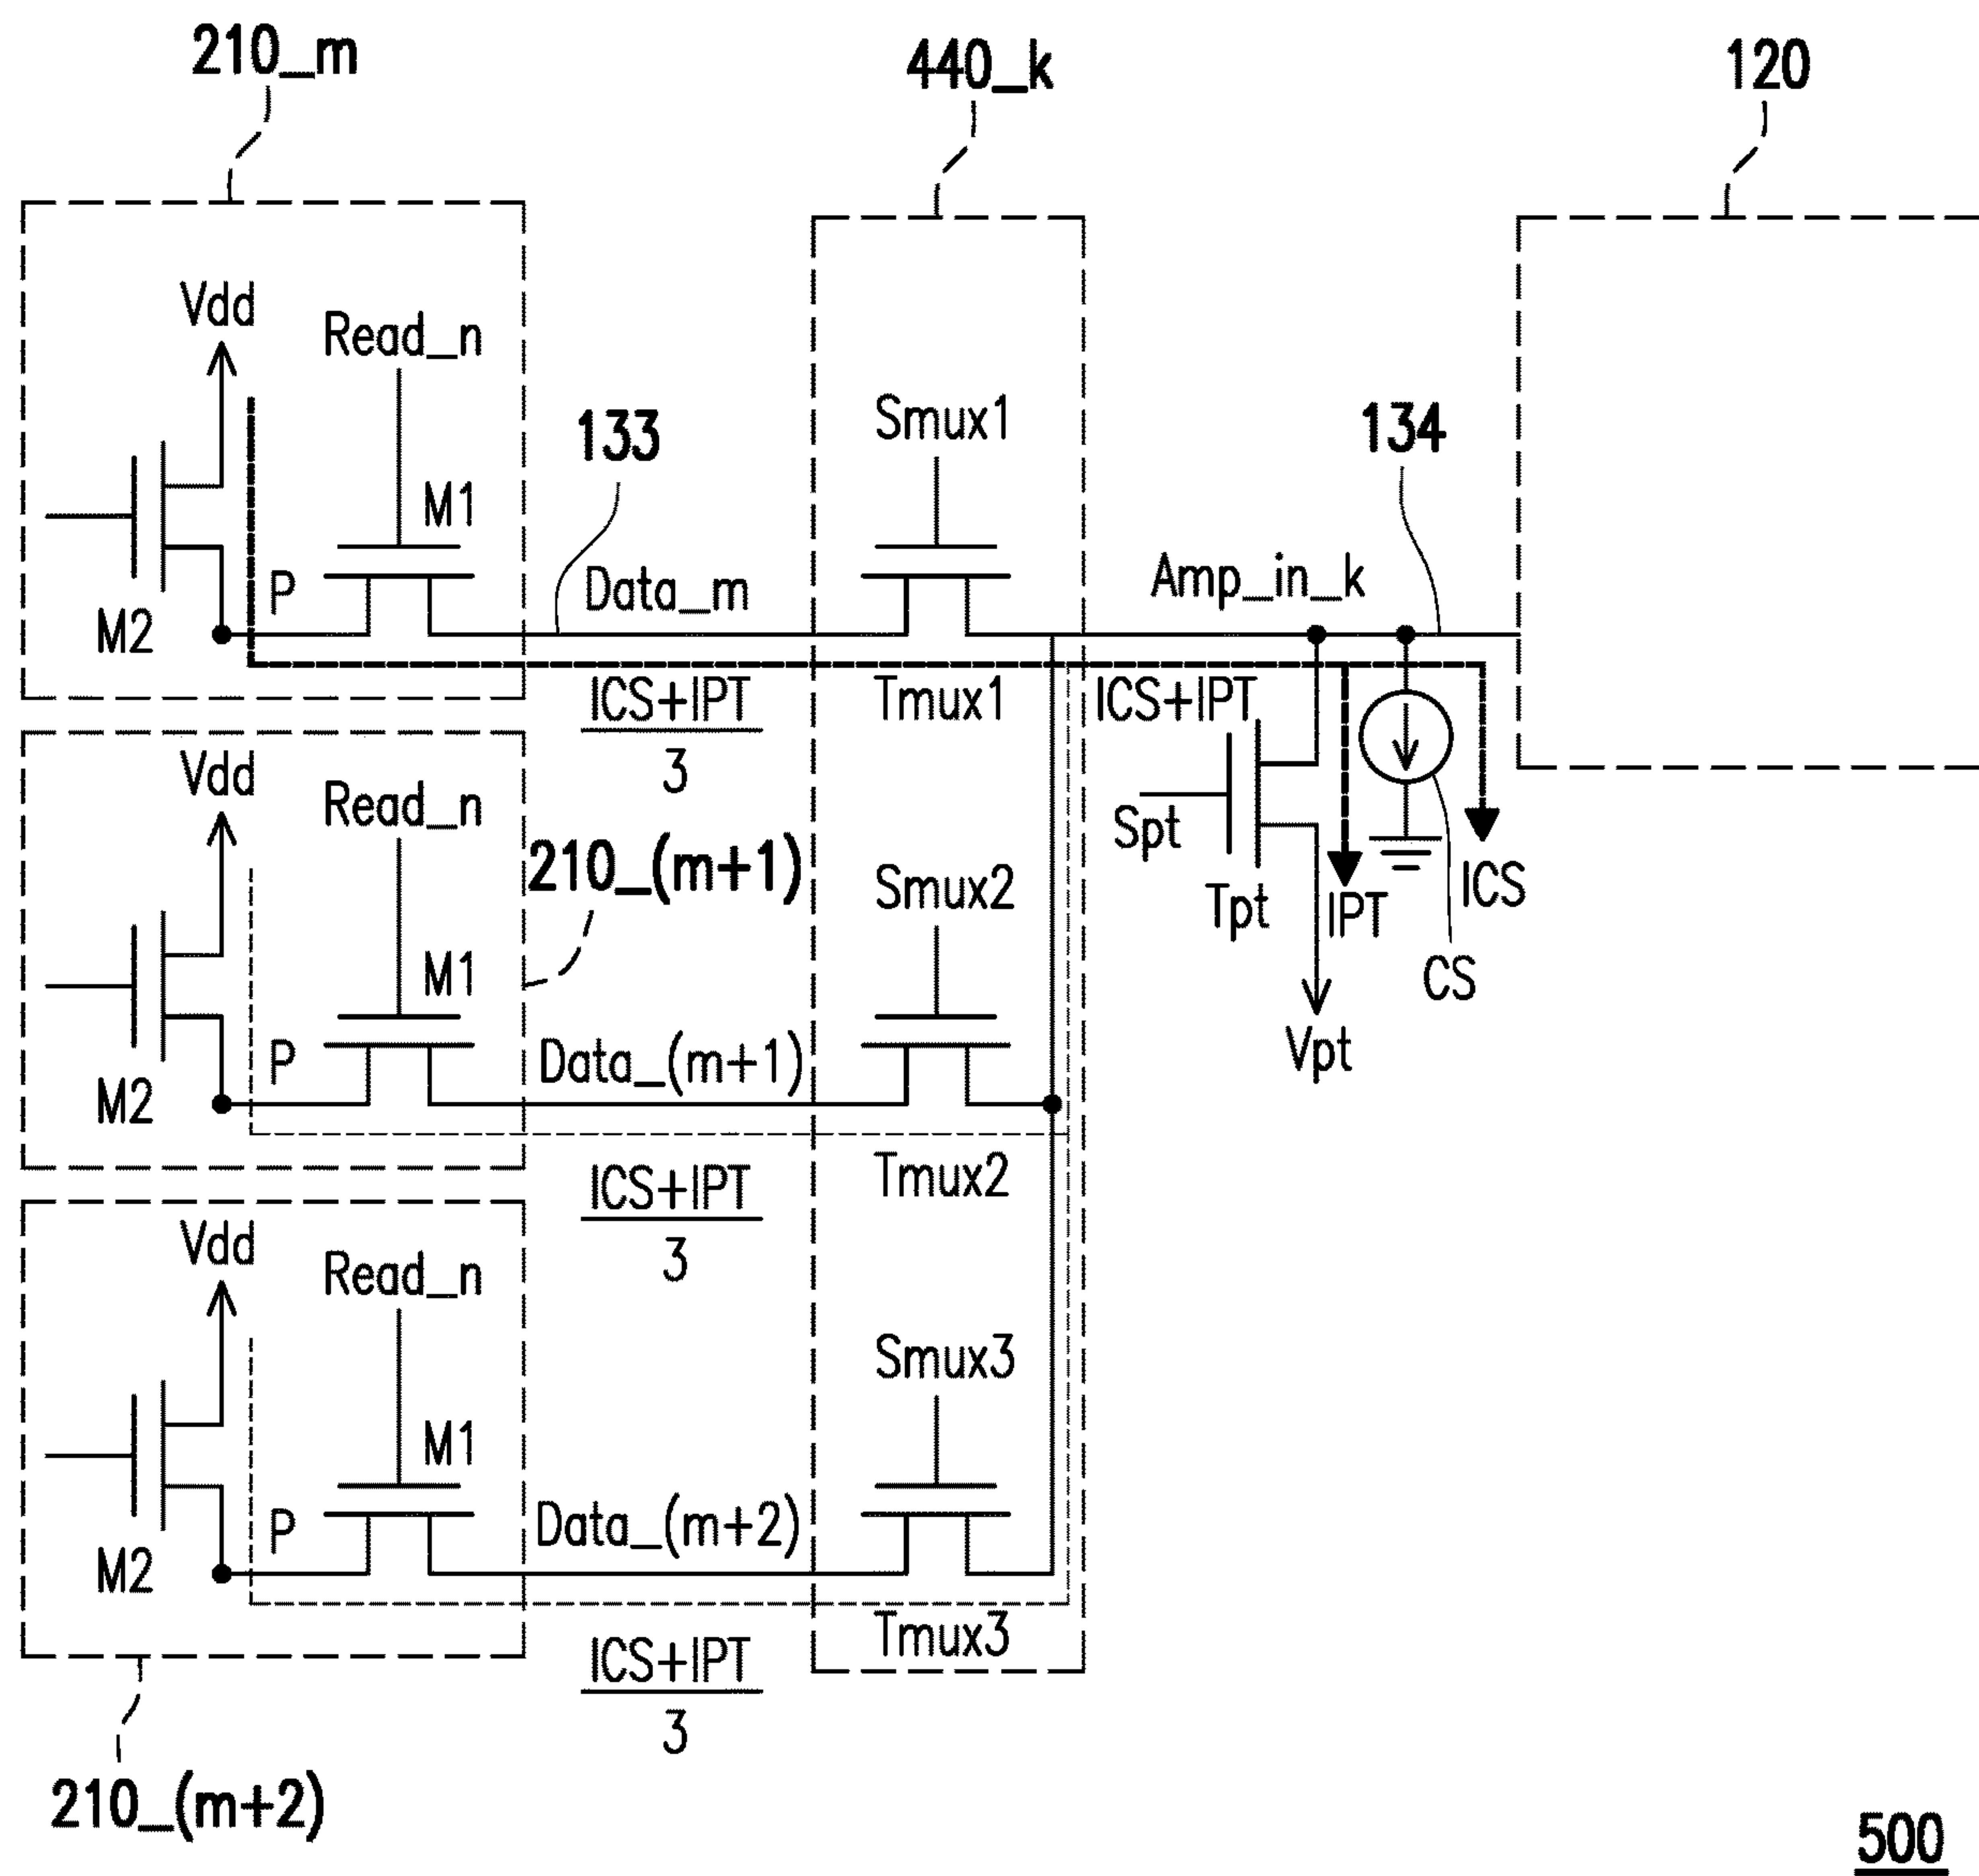 210_m
440_k
120
Vdd
Read_n
133
Smux1
134
M1
P
M2
Data_m
Amp_in_k
ICS+IPT
3
Tmux1
ICS+IPT
Spt
Tpt
IPT
ICS
CS
Vpt
Vdd
Read_n
210_(m+1)
Smux2
M1
P
M2
Data_(m+1)
ICS+IPT
3
Tmux2
Vdd
Read_n
Smux3
M1
P
M2
Data_(m+2)
ICS+IPT
3
Tmux3
210_(m+2)
500